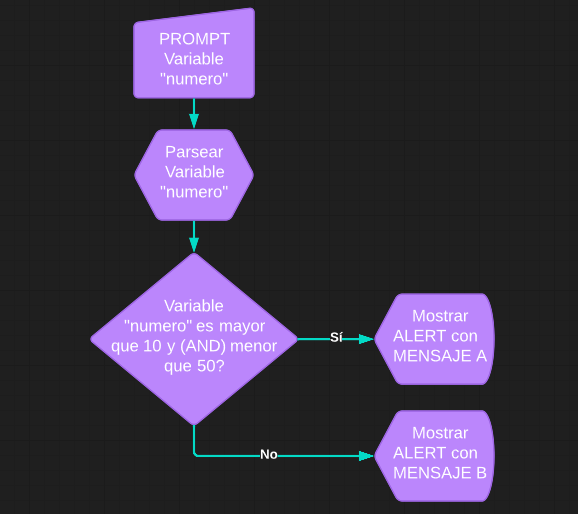 PROMPT
Variable
"numero"
Parsear
Variable
"numero"
Variable
"numero" es mayor
que 10 y (AND) menor
que 50?
Sí
Mostrar
ALERT con
MENSAJE A
No
Mostrar
ALERT con
MENSAJE B